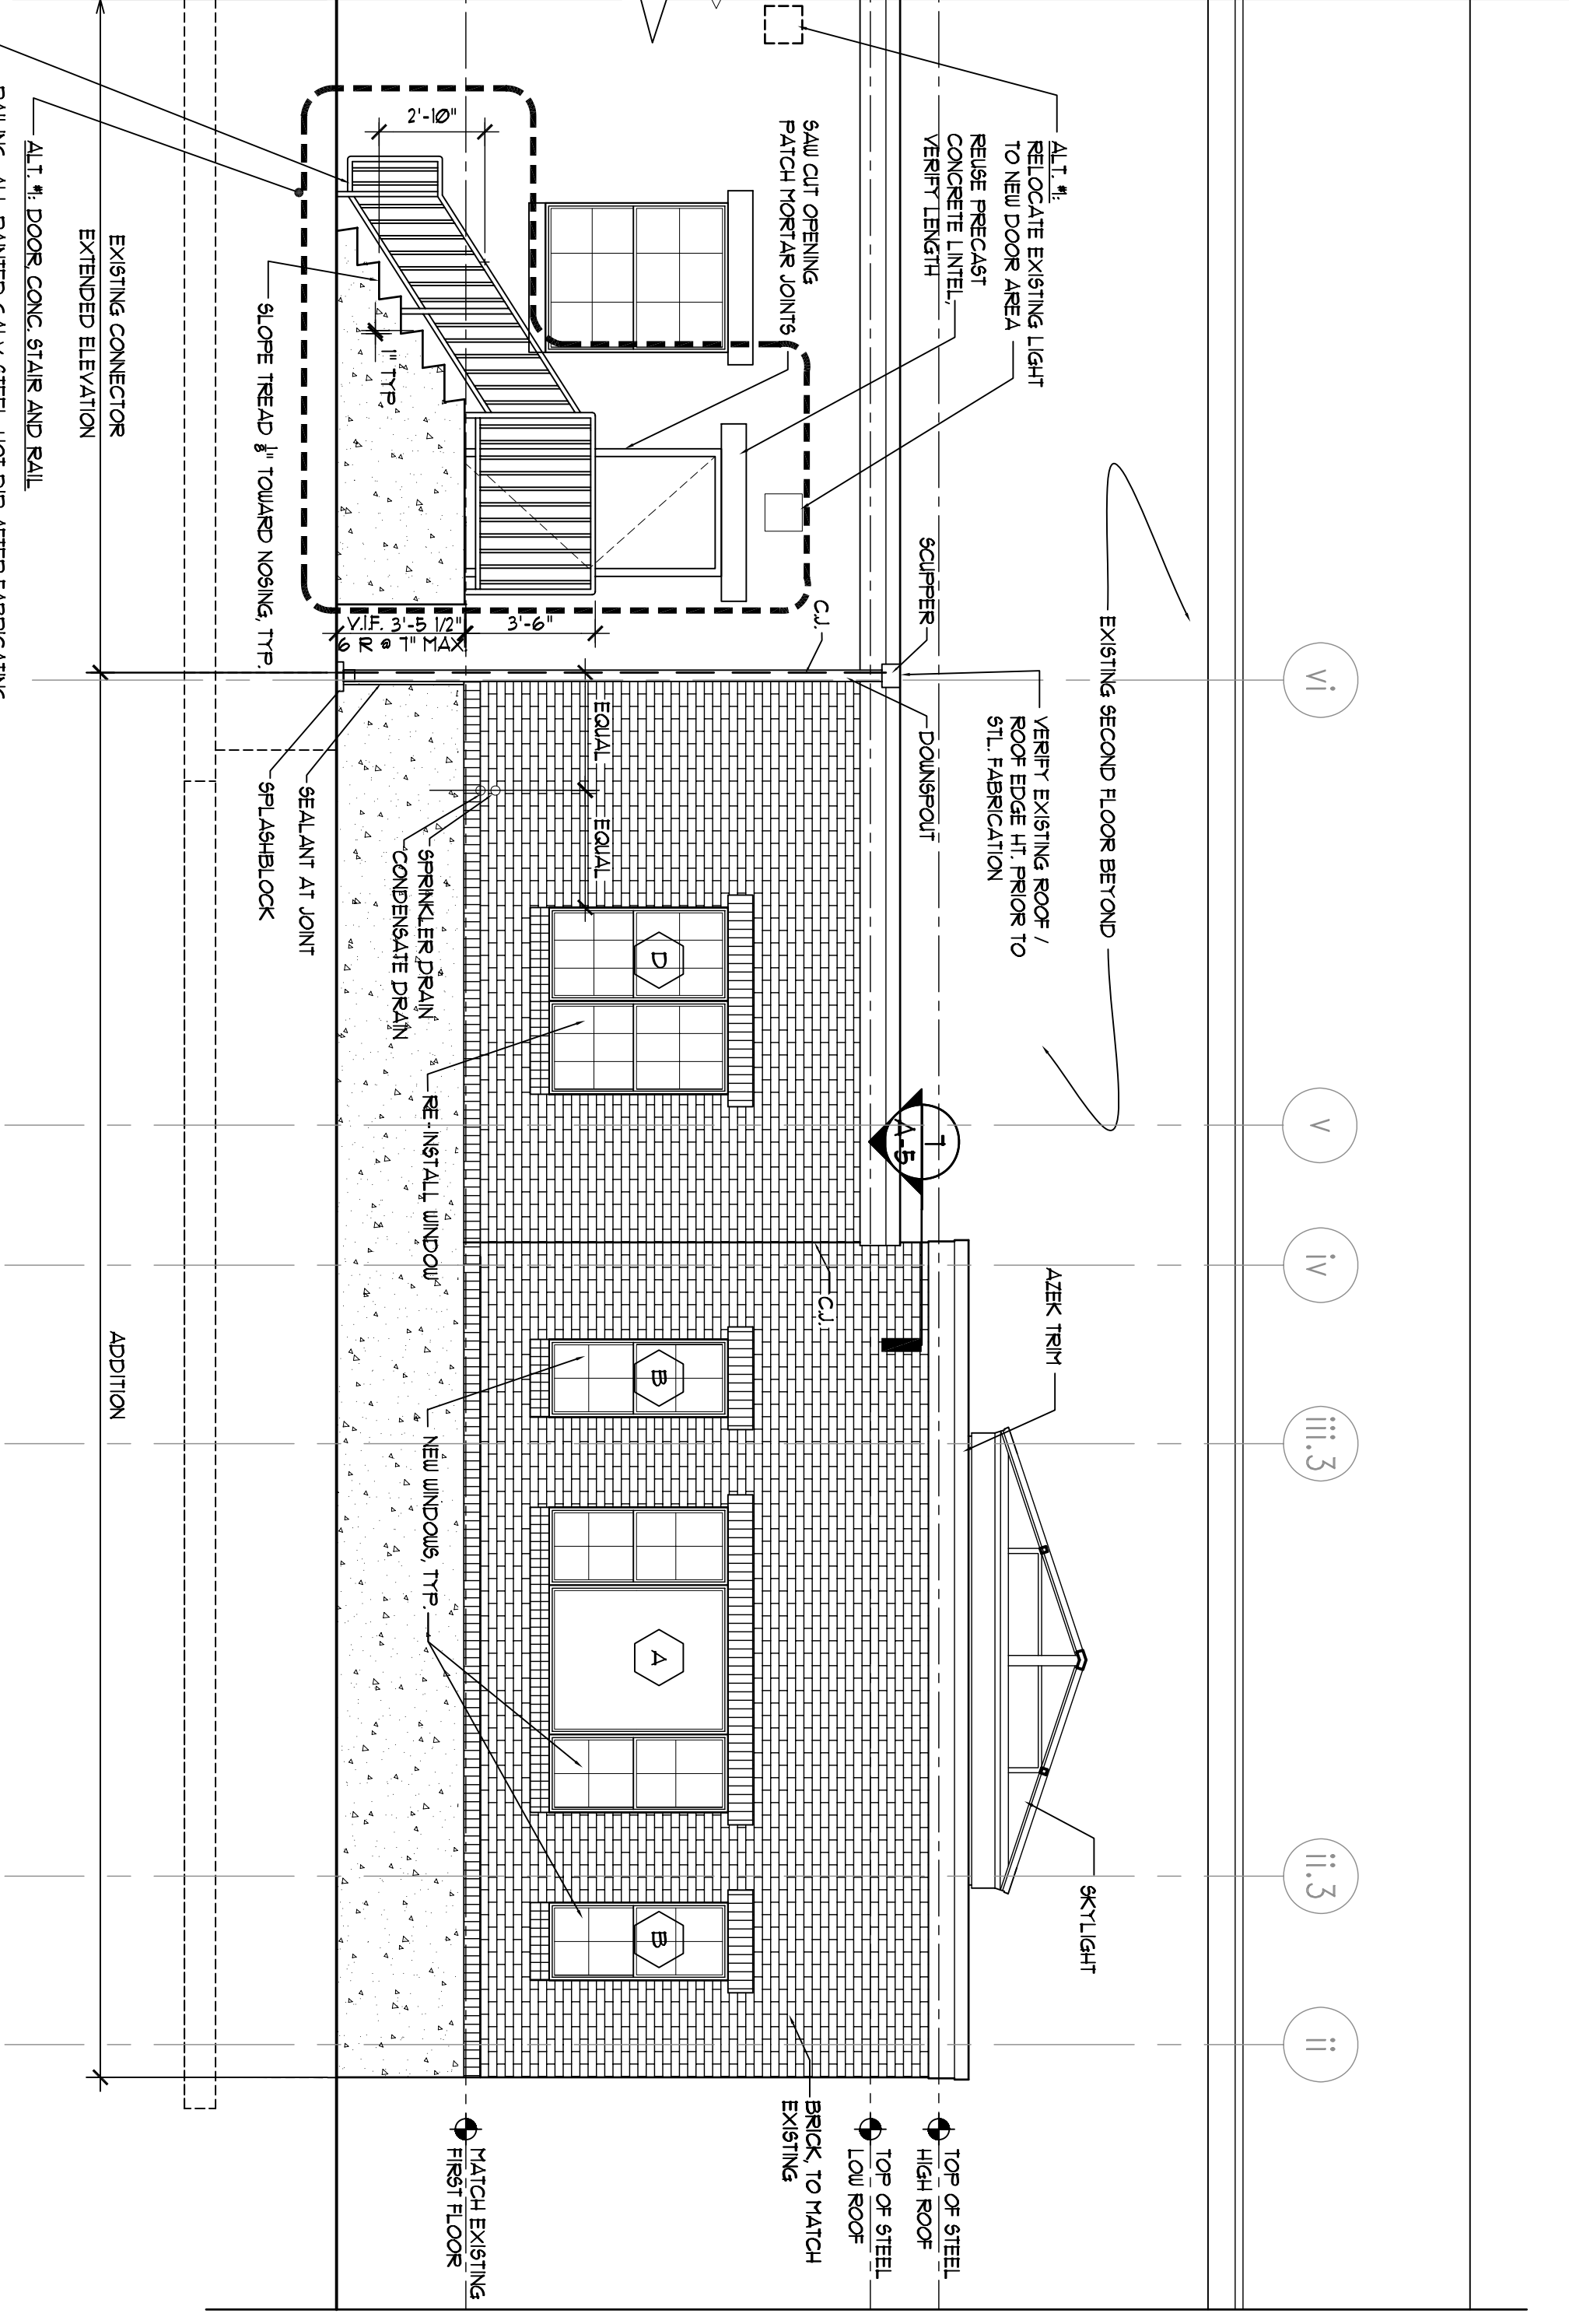 vi
v
iv
iii.3
ii.3
ii
EXISTING SECOND FLOOR BEYOND
ALT. #1:
RELOCATE EXISTING LIGHT
TO NEW DOOR AREA
REUSE PRECAST
CONCRETE LINTEL,
VERIFY LENGTH
SAW CUT OPENING
PATCH MORTAR JOINTS
VERIFY EXISTING ROOF /
ROOF EDGE HT. PRIOR TO
STL. FABRICATION
SCUPPER
DOWNSPOUT
C.J.
7
A-5
AZEK TRIM
SKYLIGHT
C.J.
TOP OF STEEL
HIGH ROOF
TOP OF STEEL
LOW ROOF
BRICK, TO MATCH
EXISTING
D
B
A
B
2'-10"
3'-6"
EQUAL
EQUAL
MATCH EXISTING
FIRST FLOOR
V.I.F. 3'-5 1/2"
6 R @ 7" MAX.
1" TYP
SPRINKLER DRAIN
CONDENSATE DRAIN
RE-INSTALL WINDOW
NEW WINDOWS, TYP.
SEALANT AT JOINT
SPLASHBLOCK
SLOPE TREAD 1/8" TOWARD NOSING, TYP.
EXISTING CONNECTOR
EXTENDED ELEVATION
ADDITION
ALT. #1: DOOR, CONC. STAIR AND RAIL